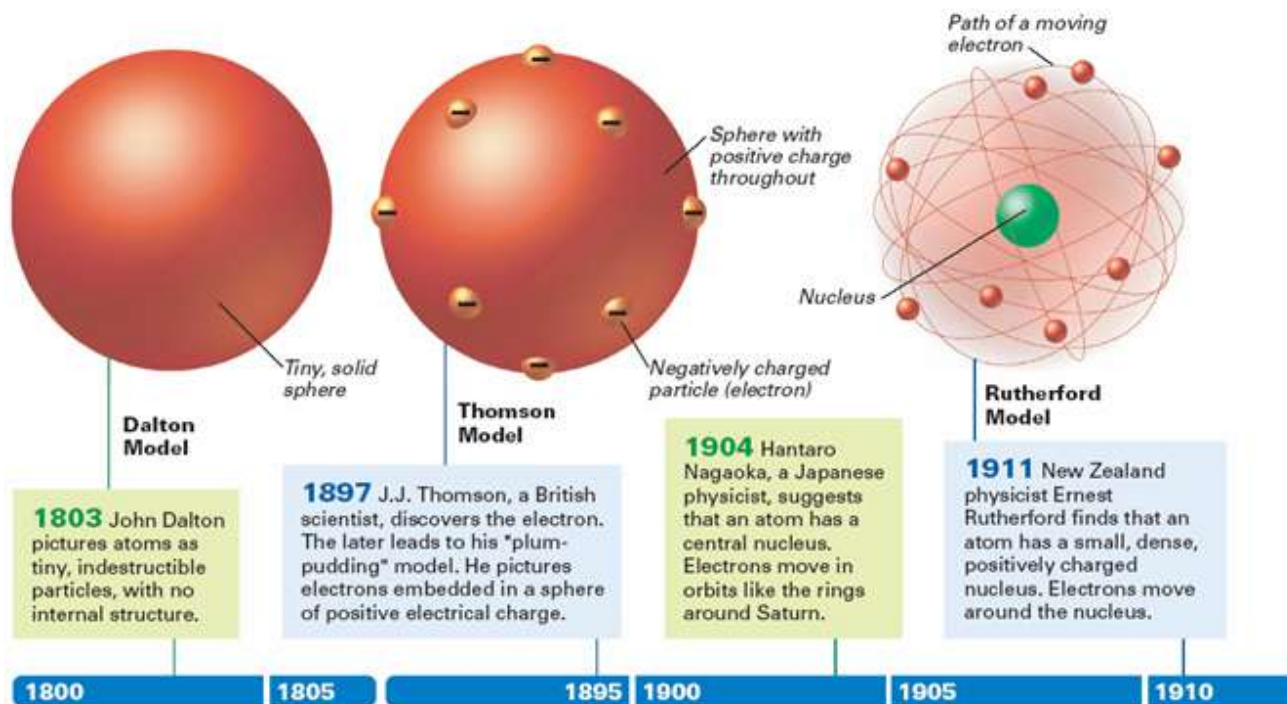 Path of a moving
electron
Sphere with
positive charge
throughout
Nucleus
Tiny, solid
sphere
Negatively charged
particle (electron)
Dalton
Model
Thomson
Model
Rutherford
Model
1803 John Dalton
pictures atoms as
tiny, indestructible
particles, with no
internal structure.
1897 J.J. Thomson, a British
scientist, discovers the electron.
The later leads to his "plum-
pudding" model. He pictures
electrons embedded in a sphere
of positive electrical charge.
1904 Hantaro
Nagaoka, a Japanese
physicist, suggests
that an atom has a
central nucleus.
Electrons move in
orbits like the rings
around Saturn.
1911 New Zealand
physicist Ernest
Rutherford finds that an
atom has a small, dense,
positively charged
nucleus. Electrons move
around the nucleus.
1800 1805 1895 1900 1905 1910